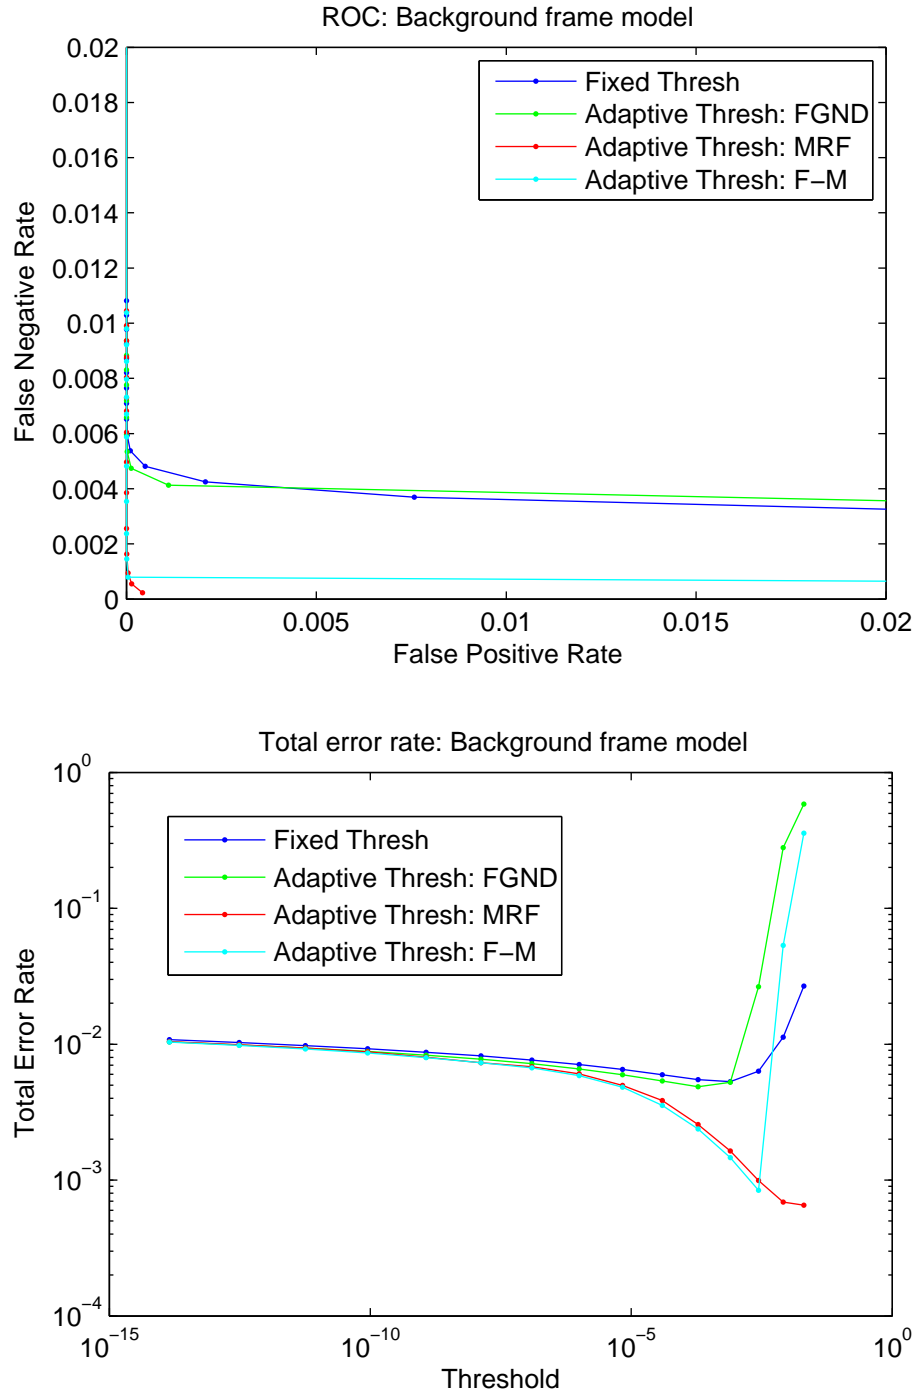 ROC: Background frame model
0.02
0.018
0.016
0.014
0.012
0.01
0.008
0.006
0.004
0.002
0
False Negative Rate
Fixed Thresh
Adaptive Thresh: FGND
Adaptive Thresh: MRF
Adaptive Thresh: F−M
0 0.005 0.01 0.015 0.02
False Positive Rate
Total error rate: Background frame model
10^0
10^−1
10^−2
10^−3
10^−4
Total Error Rate
Fixed Thresh
Adaptive Thresh: FGND
Adaptive Thresh: MRF
Adaptive Thresh: F−M
10^−15 10^−10 10^−5 10^0
Threshold